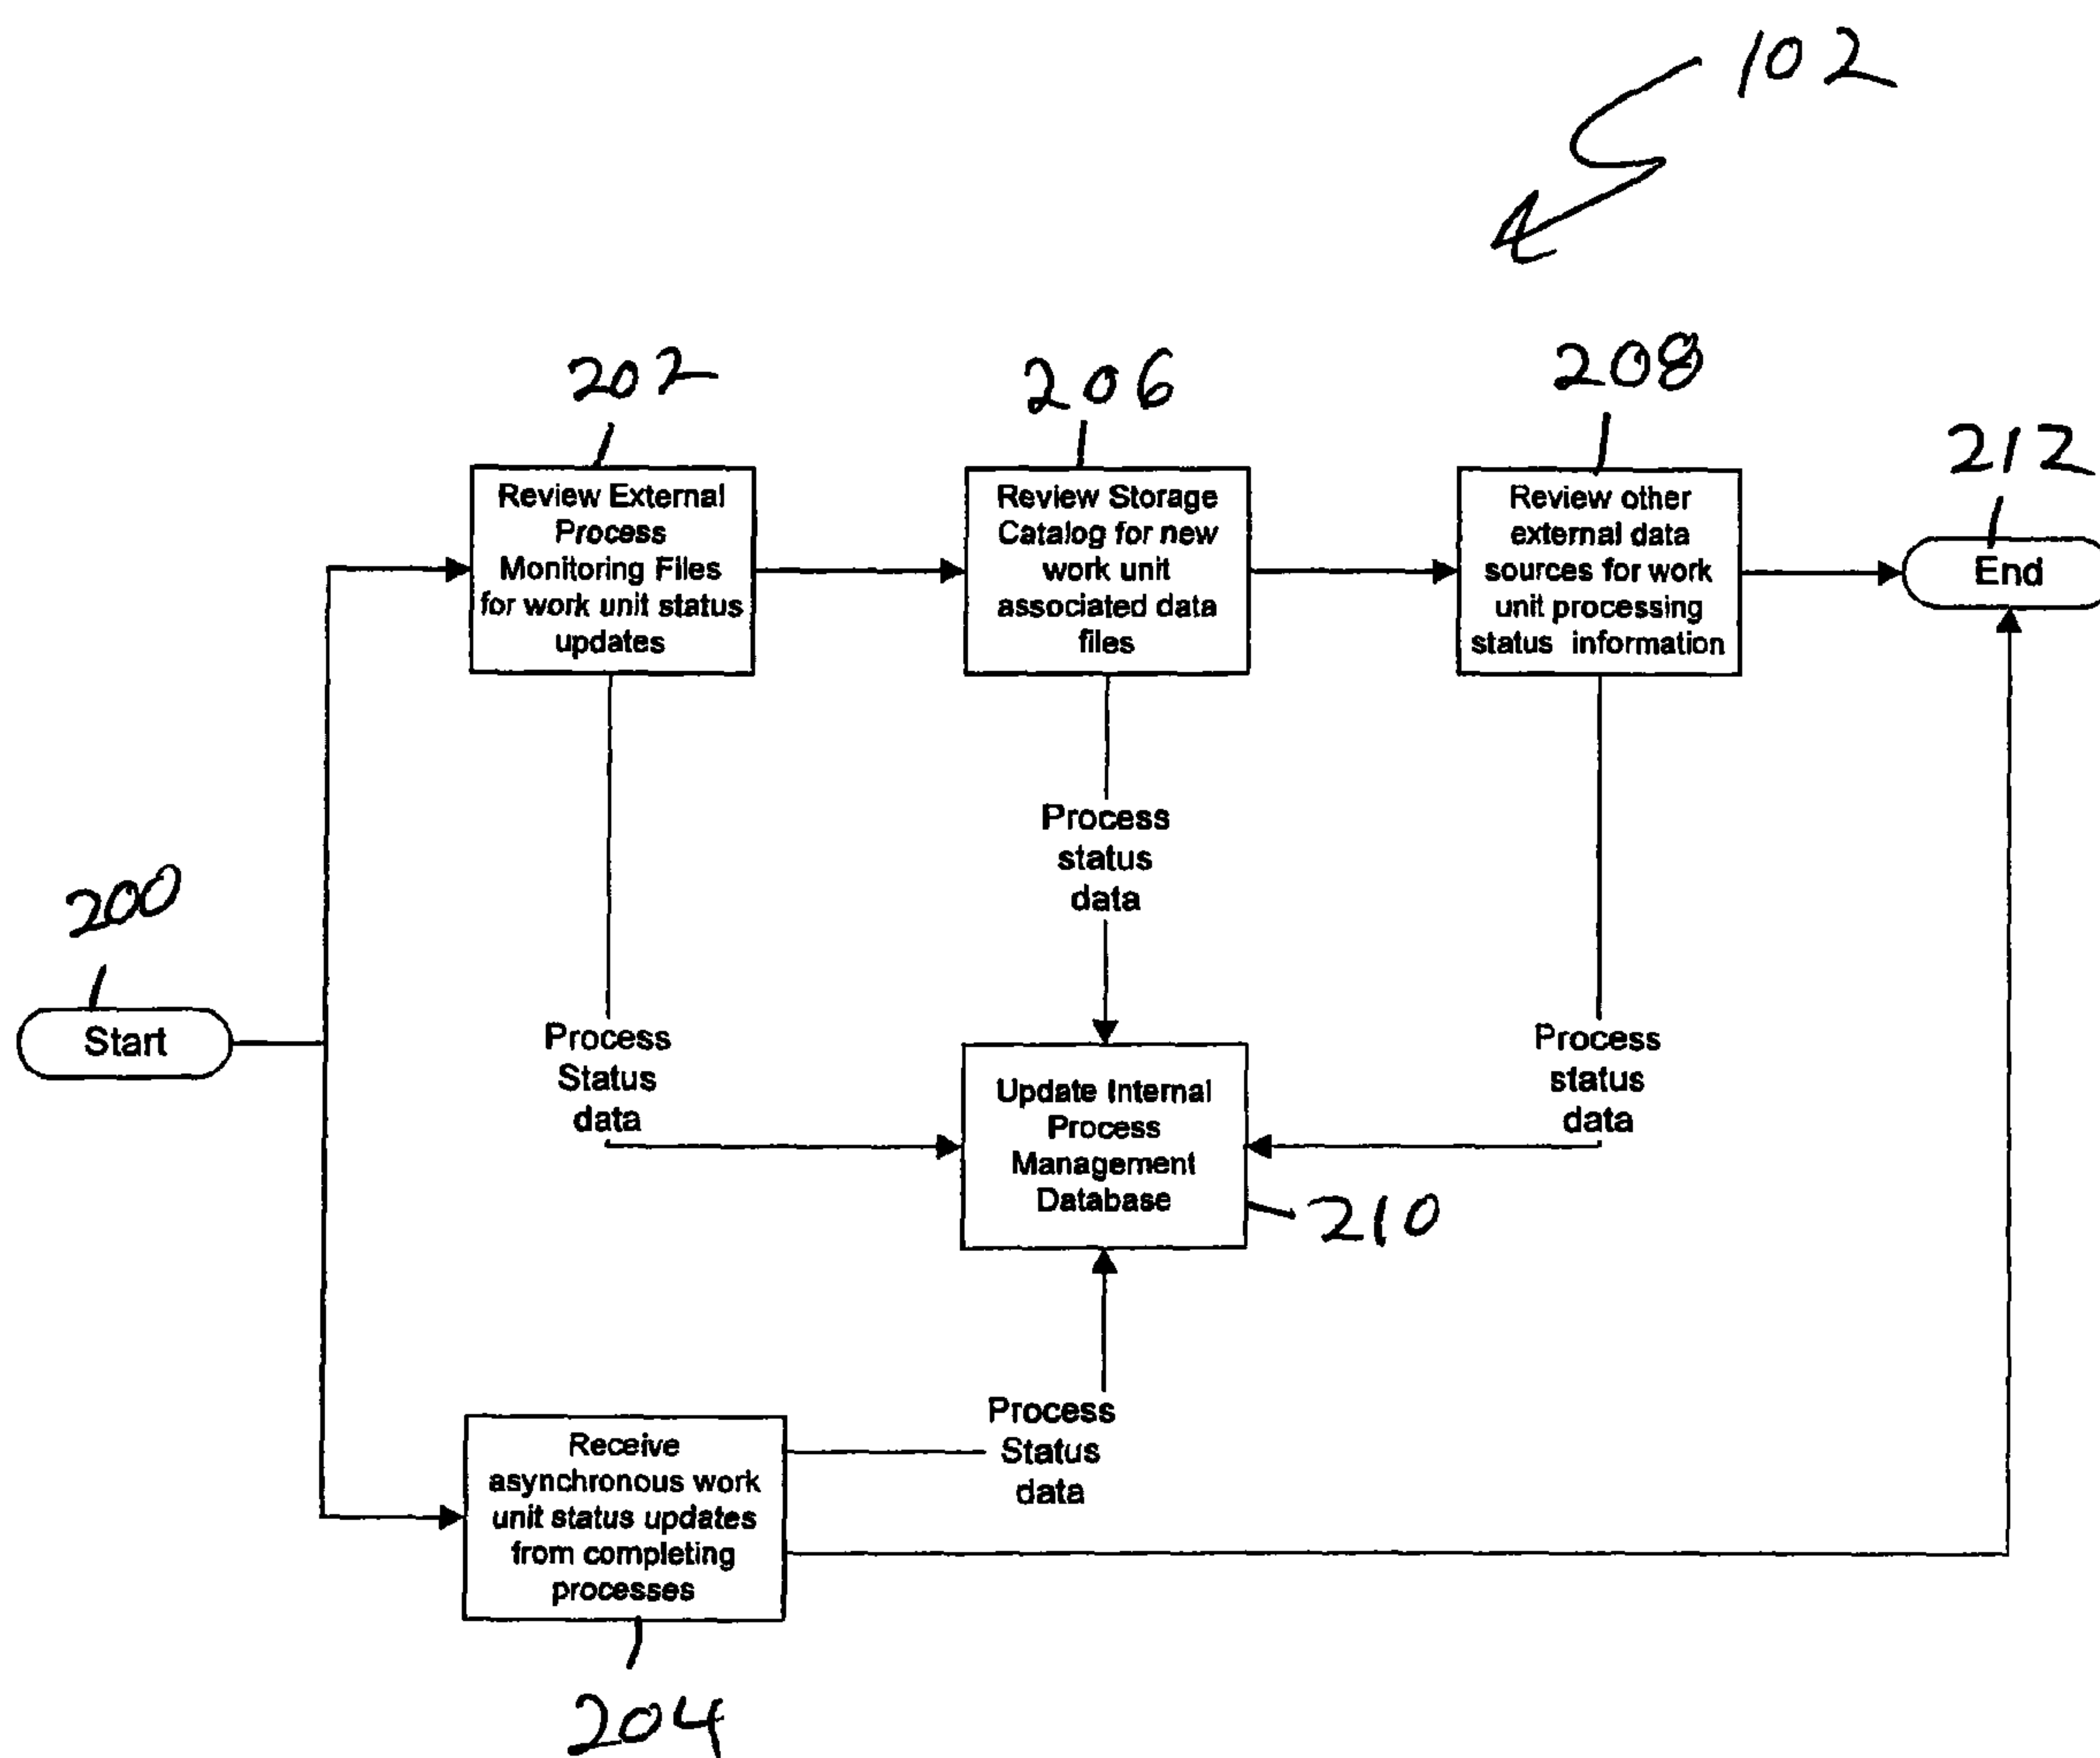 102
202
206
208
212
Review External
Process
Monitoring Files
for work unit status
updates
Review Storage
Catalog for new
work unit
associated data
files
Review other
external data
sources for work
unit processing
status information
End
Process
status
data
200
Start
Process
Status
data
Update Internal
Process
Management
Database
Process
status
data
210
Receive
asynchronous work
unit status updates
from completing
processes
Process
Status
data
204